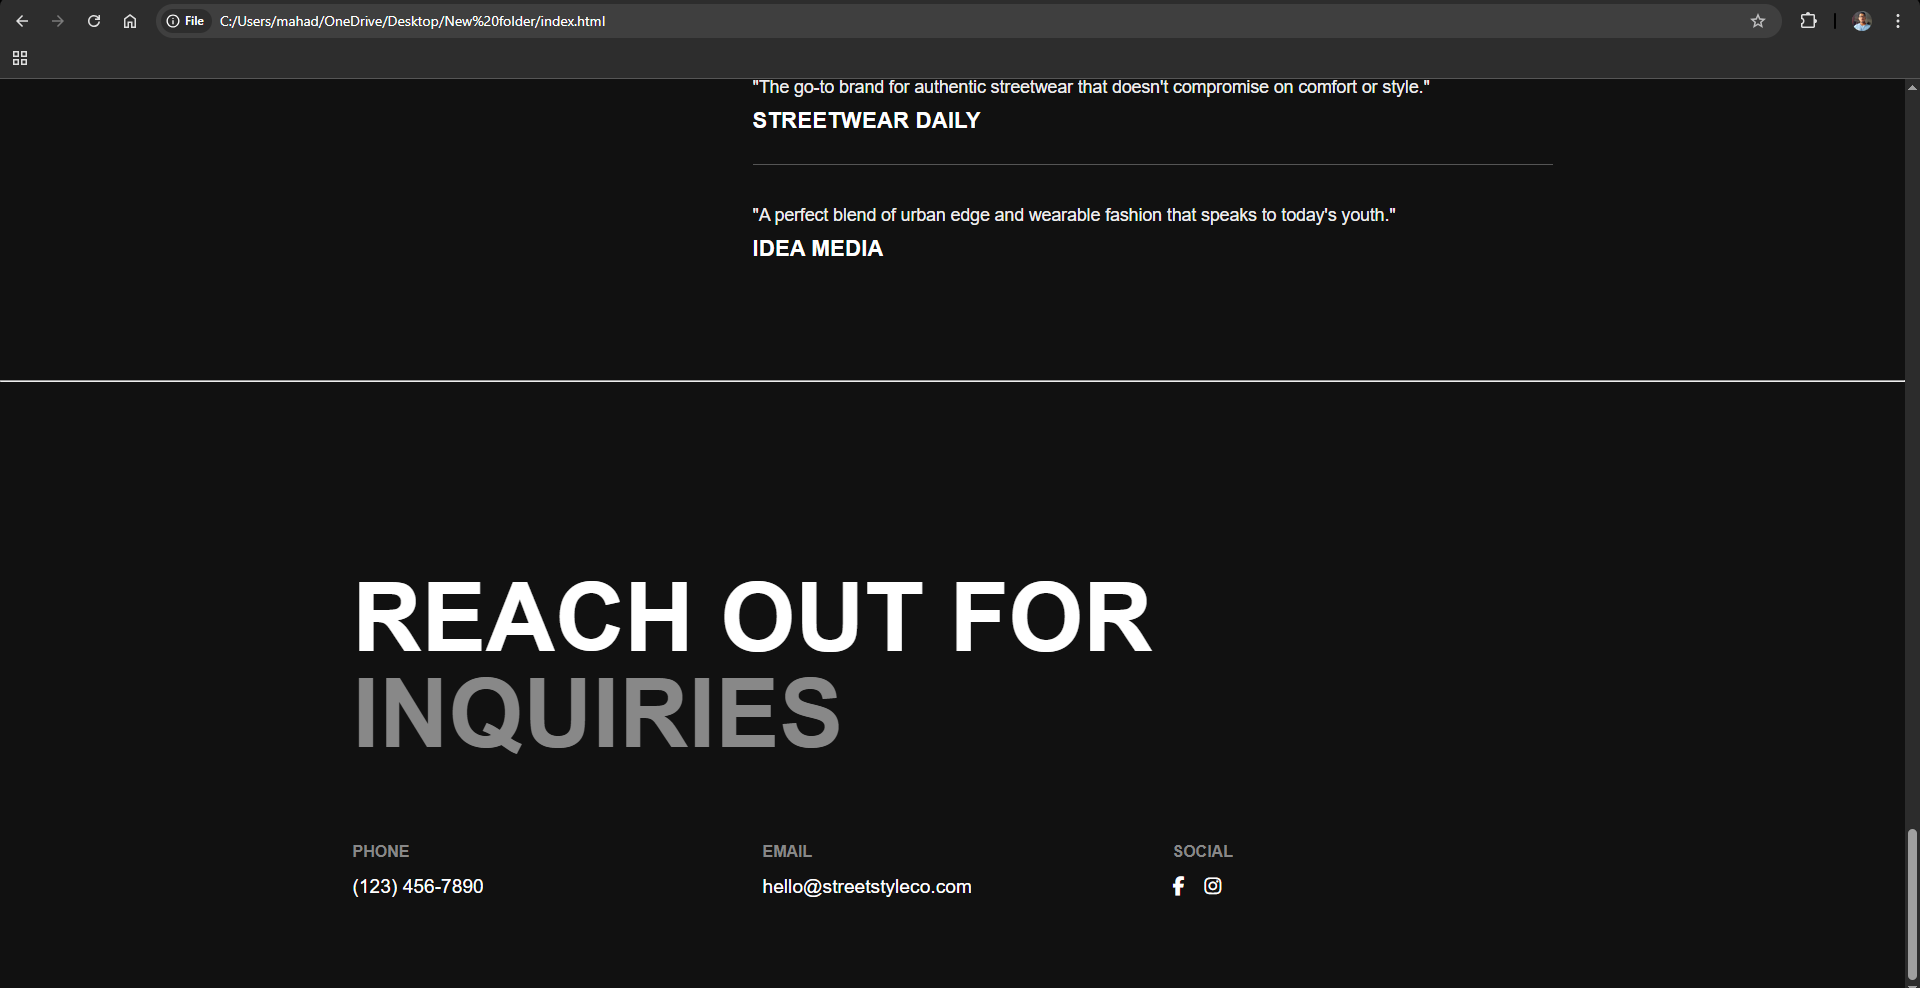 File
C:/Users/mahad/OneDrive/Desktop/New%20folder/index.html
"The go-to brand for authentic streetwear that doesn't compromise on comfort or style."
STREETWEAR DAILY
"A perfect blend of urban edge and wearable fashion that speaks to today's youth."
IDEA MEDIA
REACH OUT FOR
INQUIRIES
PHONE
(123) 456-7890
EMAIL
hello@streetstyleco.com
SOCIAL